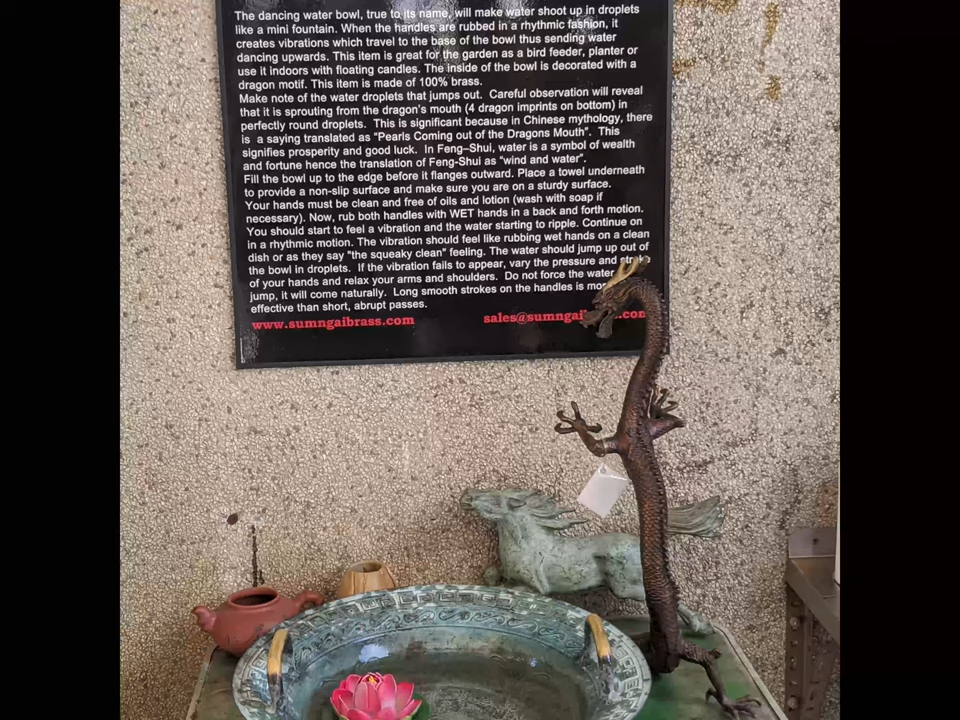 The dancing water bowl, true to its name, will make water shoot up in droplets
like a mini fountain. When the handles are rubbed in a rhythmic fashion, it
creates vibrations which travel to the base of the bowl thus sending water
dancing upwards. This item is great for the garden as a bird feeder, planter or
use it indoors with floating candles. The inside of the bowl is decorated with a
dragon motif. This item is made of 100% brass.
Make note of the water droplets that jumps out. Careful observation will reveal
that it is sprouting from the dragon's mouth (4 dragon imprints on bottom) in
perfectly round droplets. This is significant because in Chinese mythology, there
is a saying translated as "Pearls Coming out of the Dragons Mouth". This
signifies prosperity and good luck. In Feng–Shui, water is a symbol of wealth
and fortune hence the translation of Feng-Shui as "wind and water".
Fill the bowl up to the edge before it flanges outward. Place a towel underneath
to provide a non-slip surface and make sure you are on a sturdy surface.
Your hands must be clean and free of oils and lotion (wash with soap if
necessary). Now, rub both handles with WET hands in a back and forth motion.
You should start to feel a vibration and the water starting to ripple. Continue on
in a rhythmic motion. The vibration should feel like rubbing wet hands on a clean
dish or as they say "the squeaky clean" feeling. The water should jump up out of
the bowl in droplets. If the vibration fails to appear, vary the pressure and stroke
of your hands and relax your arms and shoulders. Do not force the water
jump, it will come naturally. Long smooth strokes on the handles is
effective than short, abrupt passes.
www.sumngaibrass.com sales@sumngai